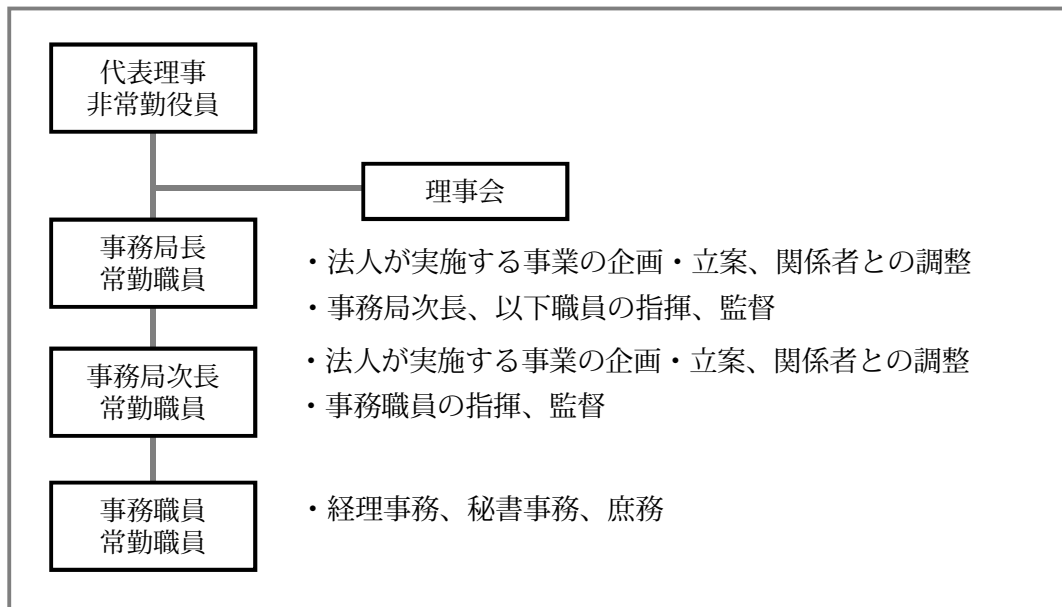 代表理事
非常勤役員
理事会
事務局長
常勤職員
・法人が実施する事業の企画・立案、関係者との調整
・事務局次長、以下職員の指揮、監督
事務局次長
常勤職員
・法人が実施する事業の企画・立案、関係者との調整
・事務職員の指揮、監督
事務職員
常勤職員
・経理事務、秘書事務、庶務